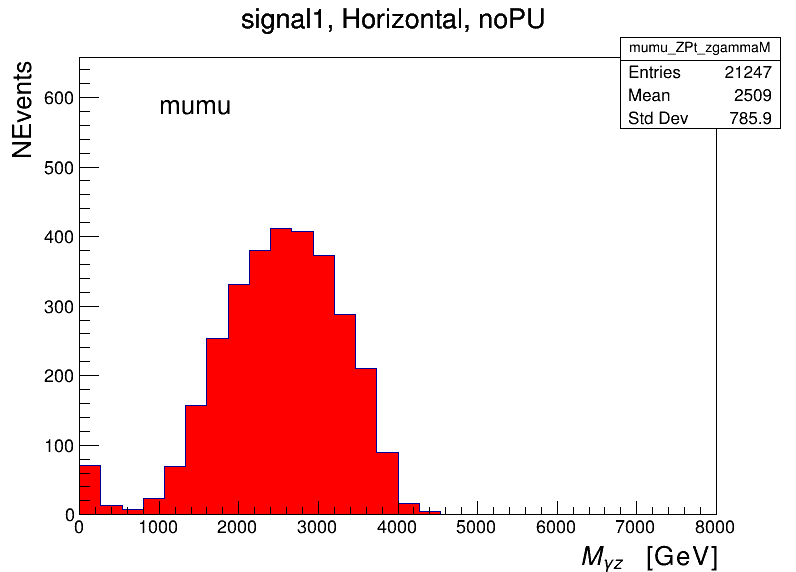 signal1, Horizontal, noPU
mumu_ZPt_zgammaM
Entries 21247
Mean 2509
Std Dev 785.9
NEvents
mumu
600
500
400
300
200
100
0
0 1000 2000 3000 4000 5000 6000 7000 8000
Mγz [GeV]